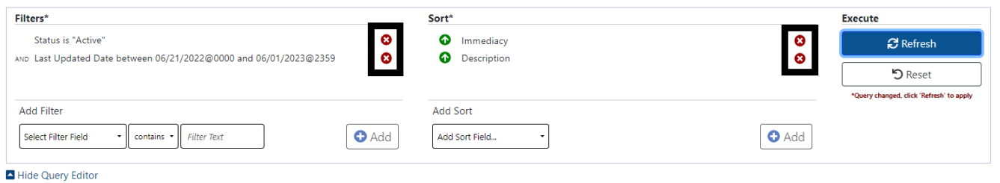 Filters*
Status is "Active"
AND Last Updated Date between 06/21/2022@0000 and 06/01/2023@2359
Add Filter
Select Filter Field
contains
Filter Text
Add
Sort*
Immediacy
Description
Add Sort
Add Sort Field...
Add
Execute
Refresh
Reset
*Query changed, click 'Refresh' to apply
Hide Query Editor